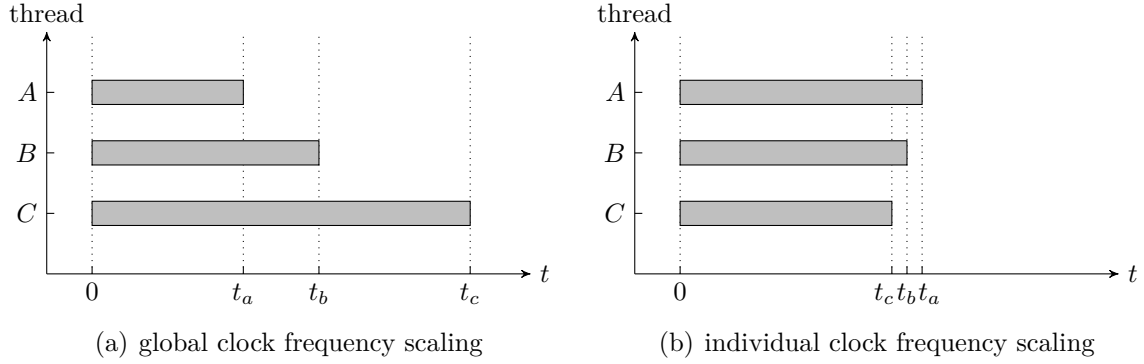 thread
A
B
C
0
t_a
t_b
t_c
t
(a) global clock frequency scaling
thread
A
B
C
0
t_c
t_b
t_a
t
(b) individual clock frequency scaling